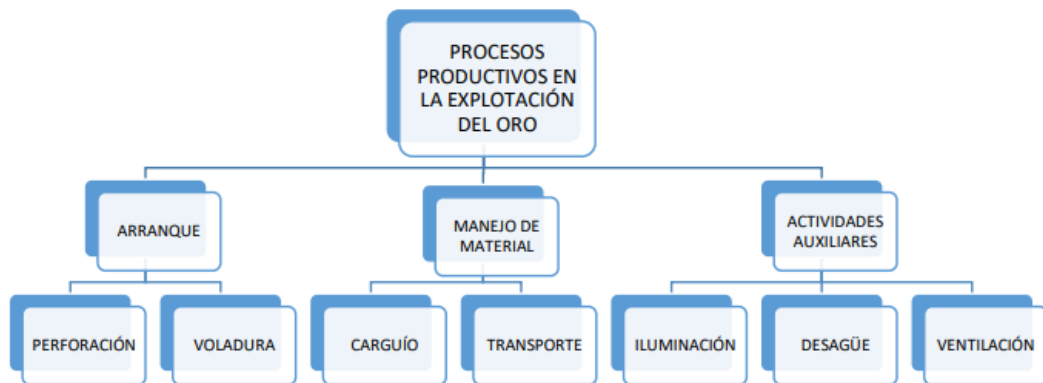 PROCESOS
PRODUCTIVOS EN
LA EXPLOTACIÓN
DEL ORO
ARRANQUE
MANEJO DE
MATERIAL
ACTIVIDADES
AUXILIARES
PERFORACIÓN
VOLADURA
CARGUÍO
TRANSPORTE
ILUMINACIÓN
DESAGÜE
VENTILACIÓN